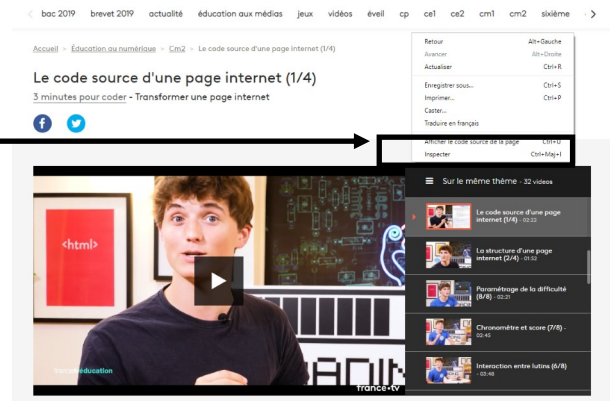 bac 2019 brevet 2019 actualité éducation aux médias jeux vidéos éveil cp ce1 ce2 cm1 cm2 sixième
Accueil > Éducation au numérique > Cm2 > Le code source d'une page internet (1/4)
Le code source d'une page internet (1/4)
3 minutes pour coder - Transformer une page internet
Retour Alt+Gauche
Avancer Alt+Droite
Actualiser Ctrl+R
Enregistrer sous... Ctrl+S
Imprimer... Ctrl+P
Caster...
Traduire en français
Afficher le code source de la page Ctrl+U
Inspecter Ctrl+Maj+I
<html>
france tv éducation
france•tv
Sur le même thème - 32 videos
Le code source d'une page
internet (1/4) - 02:22
La structure d'une page
internet (2/4) - 01:52
Paramétrage de la difficulté
(8/8) - 02:21
Chronomètre et score (7/8) -
02:45
Interaction entre lutins (6/8)
- 03:48